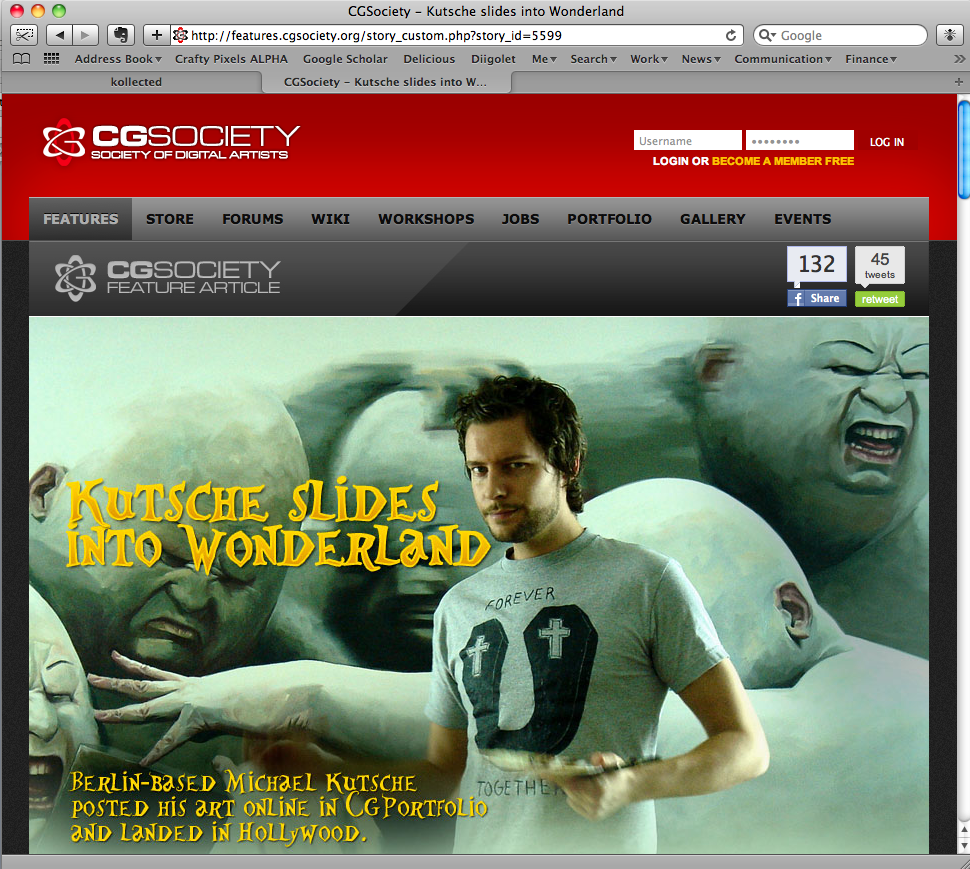 CGSociety – Kutsche slides into Wonderland
http://features.cgsociety.org/story_custom.php?story_id=5599
Google
Address Book Crafty Pixels ALPHA Google Scholar Delicious Diigolet Me Search Work News Communication Finance
kollected
CGSociety – Kutsche slides into W...
CGSOCIETY
SOCIETY OF DIGITAL ARTISTS
Username
LOG IN
LOGIN OR BECOME A MEMBER FREE
FEATURES STORE FORUMS WIKI WORKSHOPS JOBS PORTFOLIO GALLERY EVENTS
CGSOCIETY
FEATURE ARTICLE
132
Share
45
tweets
retweet
KUTSCHE SLIDES
INTO WONDERLAND
FOREVER
U
TOGETHER
BERLIN-BASED MICHAEL KUTSCHE
POSTED HIS ART ONLINE IN CGPORTFOLIO
AND LANDED IN HOLLYWOOD.